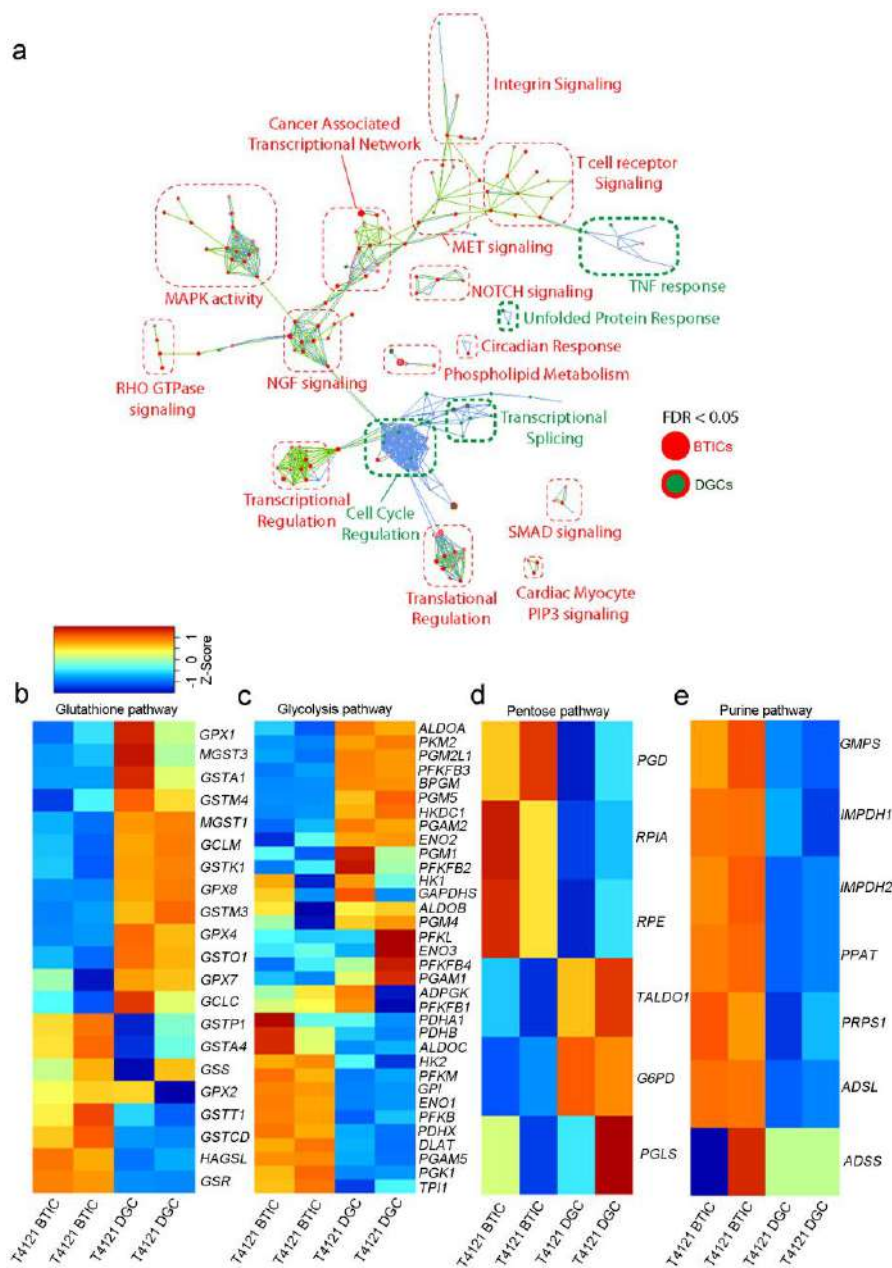 a
Integrin Signaling
Cancer Associated
Transcriptional Network
T cell receptor
Signaling
MET signaling
MAPK activity
NOTCH signaling
TNF response
Unfolded Protein Response
Circadian Response
RHO GTPase
signaling
NGF signaling
Phospholipid Metabolism
Transcriptional
Splicing
FDR < 0.05
BTICs
DGCs
Transcriptional
Regulation
Cell Cycle
Regulation
SMAD signaling
Translational
Regulation
Cardiac Myocyte
PIP3 signaling
-1 0 1
Z-Score
b
Glutathione pathway
GPX1
MGST3
GSTA1
GSTM4
MGST1
GCLM
GSTK1
GPX8
GSTM3
GPX4
GSTO1
GPX7
GCLC
GSTP1
GSTA4
GSS
GPX2
GSTT1
GSTCD
HAGSL
GSR
T4121 BTIC
T4121 BTIC
T4121 DGC
T4121 DGC
c
Glycolysis pathway
ALDOA
PKM2
PGM2L1
PFKFB3
BPGM
PGM5
HKDC1
PGAM2
ENO2
PGM1
PFKFB2
HK1
GAPDHS
ALDOB
PGM4
PFKL
ENO3
PFKFB4
PGAM1
ADPGK
PFKFB1
PDHA1
PDHB
ALDOC
HK2
PFKM
GPI
ENO1
PFKB
PDHX
DLAT
PGAM5
PGK1
TPI1
T4121 BTIC
T4121 BTIC
T4121 DGC
T4121 DGC
d
Pentose pathway
PGD
RPIA
RPE
TALDO1
G6PD
PGLS
T4121 BTIC
T4121 BTIC
T4121 DGC
T4121 DGC
e
Purine pathway
GMPS
IMPDH1
IMPDH2
PPAT
PRPS1
ADSL
ADSS
T4121 BTIC
T4121 BTIC
T4121 DGC
T4121 DGC